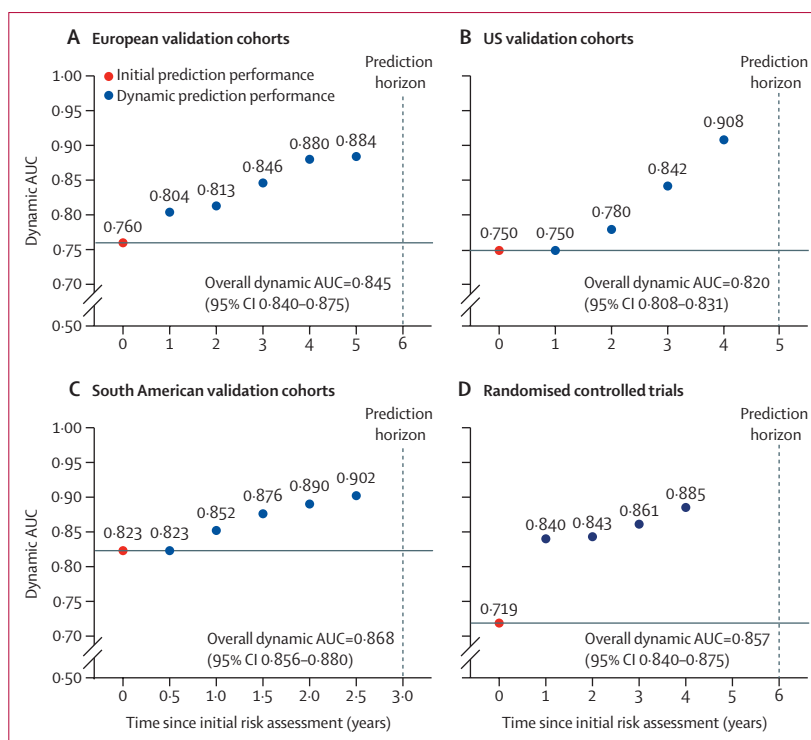 A European validation cohorts
Prediction
horizon
Initial prediction performance
Dynamic prediction performance
Dynamic AUC
1·00
0·95
0·90
0·85
0·80
0·75
0·70
0·50
0·760
0·804
0·813
0·846
0·880
0·884
Overall dynamic AUC=0·845
(95% CI 0·840–0·875)
0 1 2 3 4 5 6
B US validation cohorts
Prediction
horizon
0·750
0·750
0·780
0·842
0·908
Overall dynamic AUC=0·820
(95% CI 0·808–0·831)
0 1 2 3 4 5
C South American validation cohorts
Prediction
horizon
Dynamic AUC
1·00
0·95
0·90
0·85
0·80
0·75
0·70
0·50
0·823
0·823
0·852
0·876
0·890
0·902
Overall dynamic AUC=0·868
(95% CI 0·856–0·880)
0 0·5 1·0 1·5 2·0 2·5 3·0
Time since initial risk assessment (years)
D Randomised controlled trials
Prediction
horizon
0·719
0·840
0·843
0·861
0·885
Overall dynamic AUC=0·857
(95% CI 0·840–0·875)
0 1 2 3 4 5 6
Time since initial risk assessment (years)